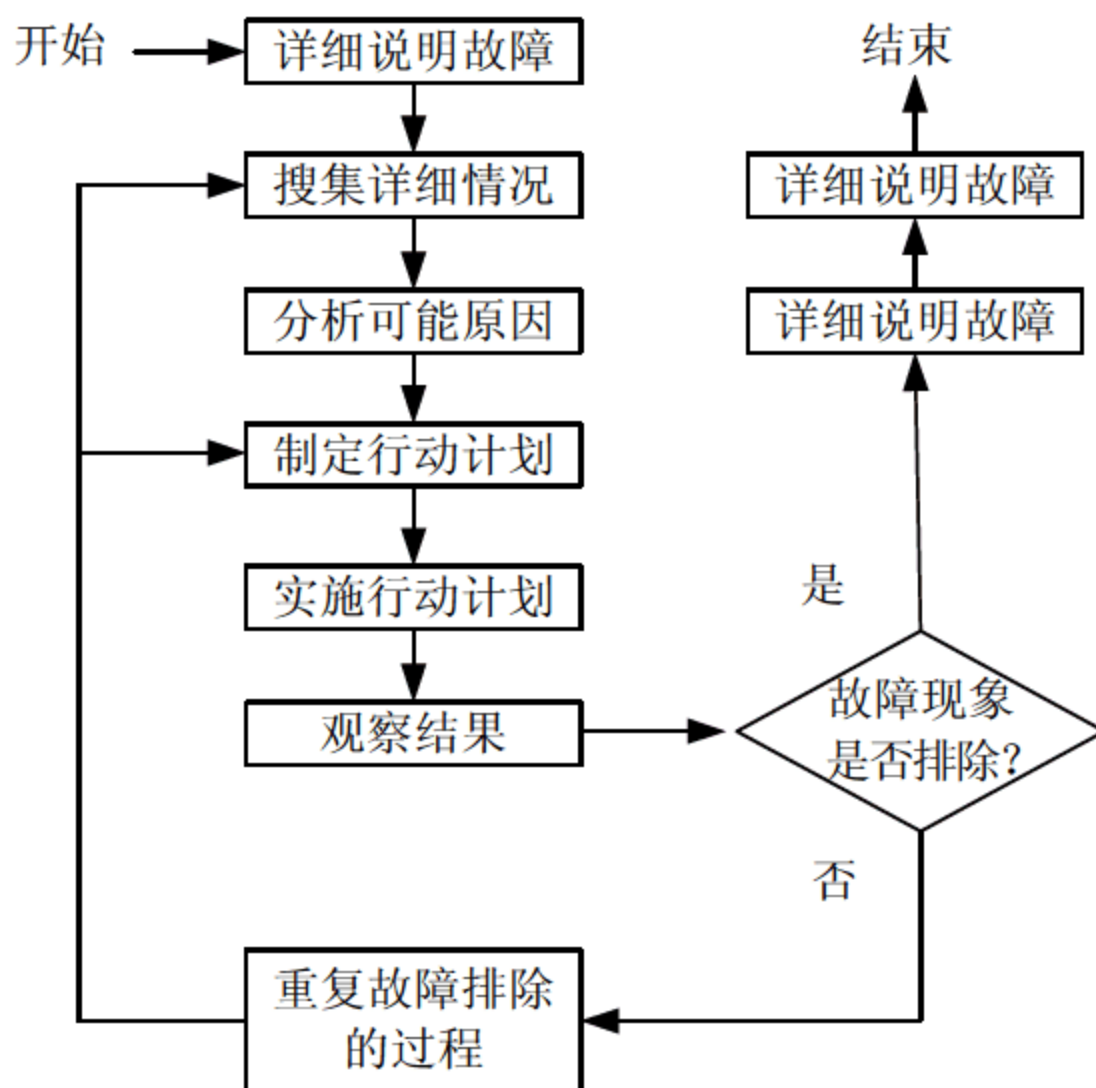 开始
详细说明故障
搜集详细情况
分析可能原因
制定行动计划
实施行动计划
观察结果
故障现象
是否排除?
是
详细说明故障
详细说明故障
结束
否
重复故障排除
的过程